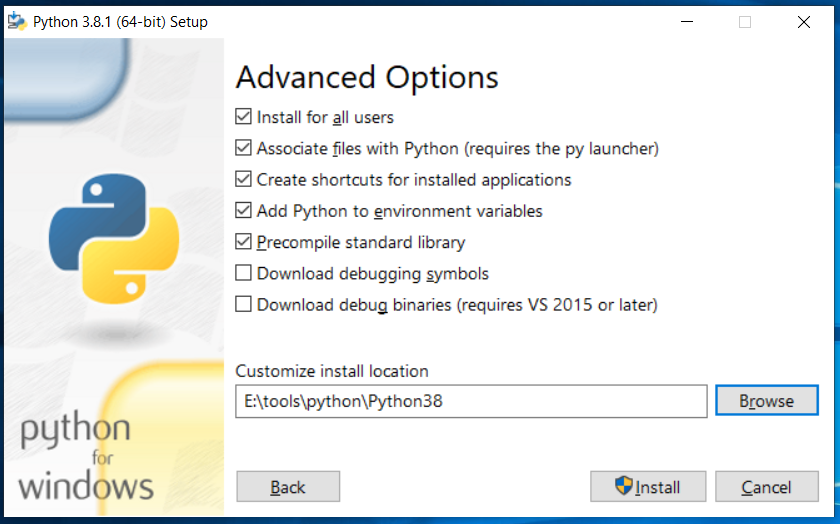 Python 3.8.1 (64-bit) Setup
Advanced Options
Install for all users
Associate files with Python (requires the py launcher)
Create shortcuts for installed applications
Add Python to environment variables
Precompile standard library
Download debugging symbols
Download debug binaries (requires VS 2015 or later)
Customize install location
E:\tools\python\Python38
Browse
python
for
windows
Back
Install
Cancel